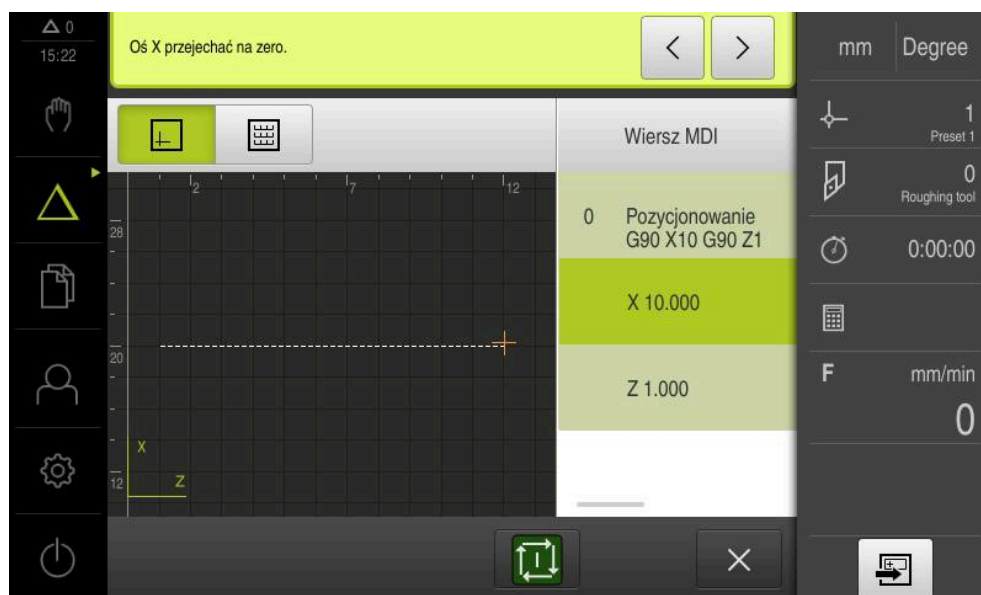 0
15:22
Oś X przejechać na zero.
mm Degree
1
Preset 1
0
Roughing tool
0:00:00
F mm/min
0
Wiersz MDI
0 Pozycjonowanie
G90 X10 G90 Z1
X 10.000
Z 1.000
2 7 12
28
20
12
X
Z